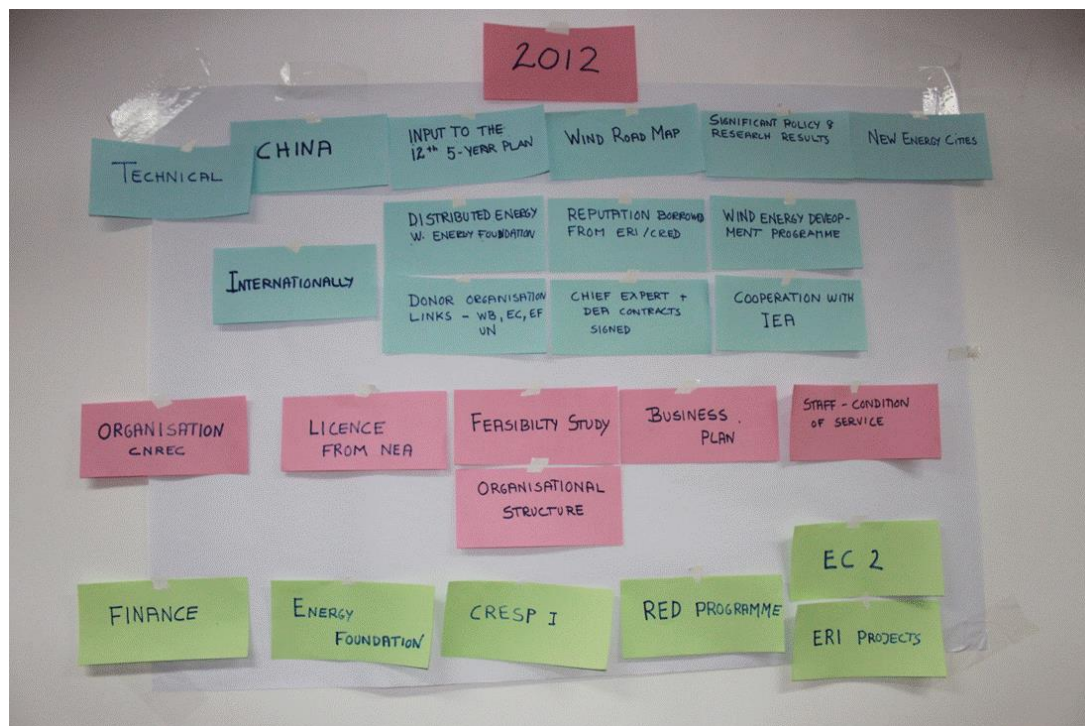 2012
TECHNICAL
CHINA
INPUT TO THE
12th 5-YEAR PLAN
WIND ROAD MAP
SIGNIFICANT POLICY &
RESEARCH RESULTS
NEW ENERGY CITIES
DISTRIBUTED ENERGY
W. ENERGY FOUNDATION
REPUTATION BORROWED
FROM ERI/CRED
WIND ENERGY DEVEOP-
MENT PROGRAMME
INTERNATIONALLY
DONOR ORGANISATION
LINKS - WB, EC, EF
UN
CHIEF EXPERT +
DEA CONTRACTS
SIGNED
COOPERATION WITH
IEA
ORGANISATION
CNREC
LICENCE
FROM NEA
FEASIBILTY STUDY
BUSINESS
PLAN
STAFF - CONDITION
OF SERVICE
ORGANISATIONAL
STRUCTURE
FINANCE
ENERGY
FOUNDATION
CRESP I
RED PROGRAMME
EC 2
ERI PROJECTS